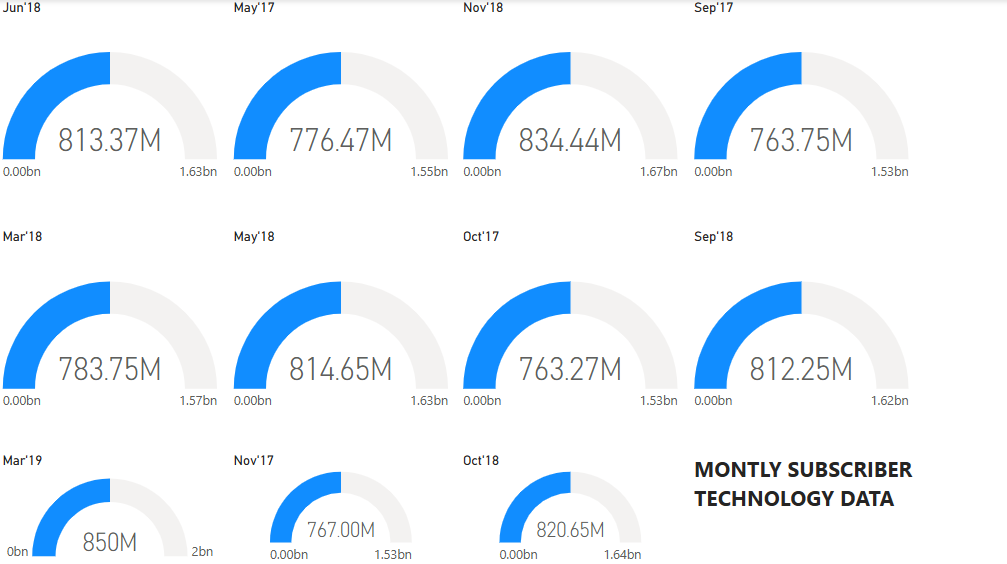 Jun'18
May'17
Nov'18
Sep'17
813.37M
776.47M
834.44M
763.75M
0.00bn
1.63bn
0.00bn
1.55bn
0.00bn
1.67bn
0.00bn
1.53bn
Mar'18
May'18
Oct'17
Sep'18
783.75M
814.65M
763.27M
812.25M
0.00bn
1.57bn
0.00bn
1.63bn
0.00bn
1.53bn
0.00bn
1.62bn
Mar'19
Nov'17
Oct'18
MONTLY SUBSCRIBER
TECHNOLOGY DATA
850M
767.00M
820.65M
0bn
2bn
0.00bn
1.53bn
0.00bn
1.64bn